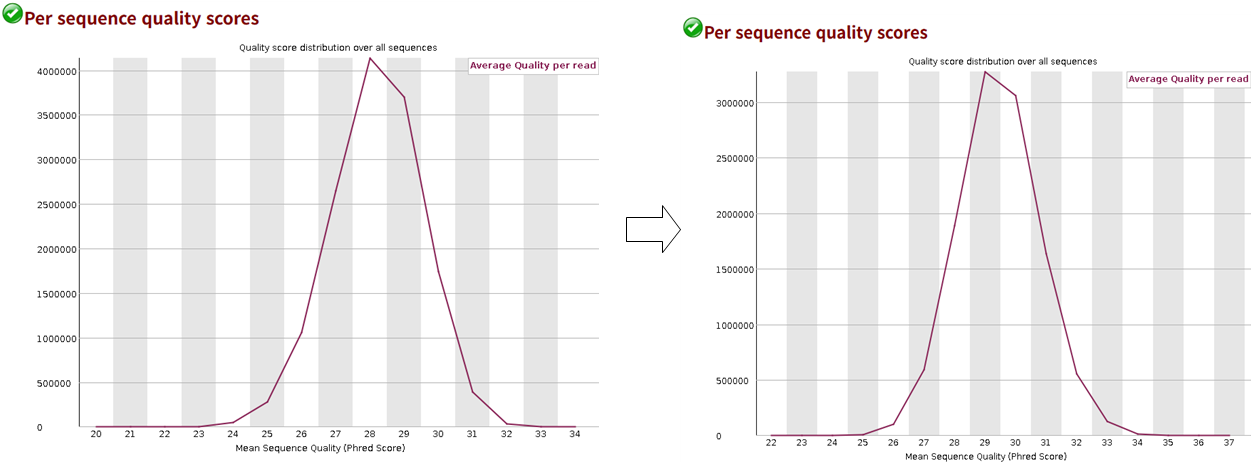 Per sequence quality scores
Quality score distribution over all sequences
Average Quality per read
4000000
3500000
3000000
2500000
2000000
1500000
1000000
500000
0
20 21 22 23 24 25 26 27 28 29 30 31 32 33 34
Mean Sequence Quality (Phred Score)
Per sequence quality scores
Quality score distribution over all sequences
Average Quality per read
3000000
2500000
2000000
1500000
1000000
500000
0
22 23 24 25 26 27 28 29 30 31 32 33 34 35 36 37
Mean Sequence Quality (Phred Score)